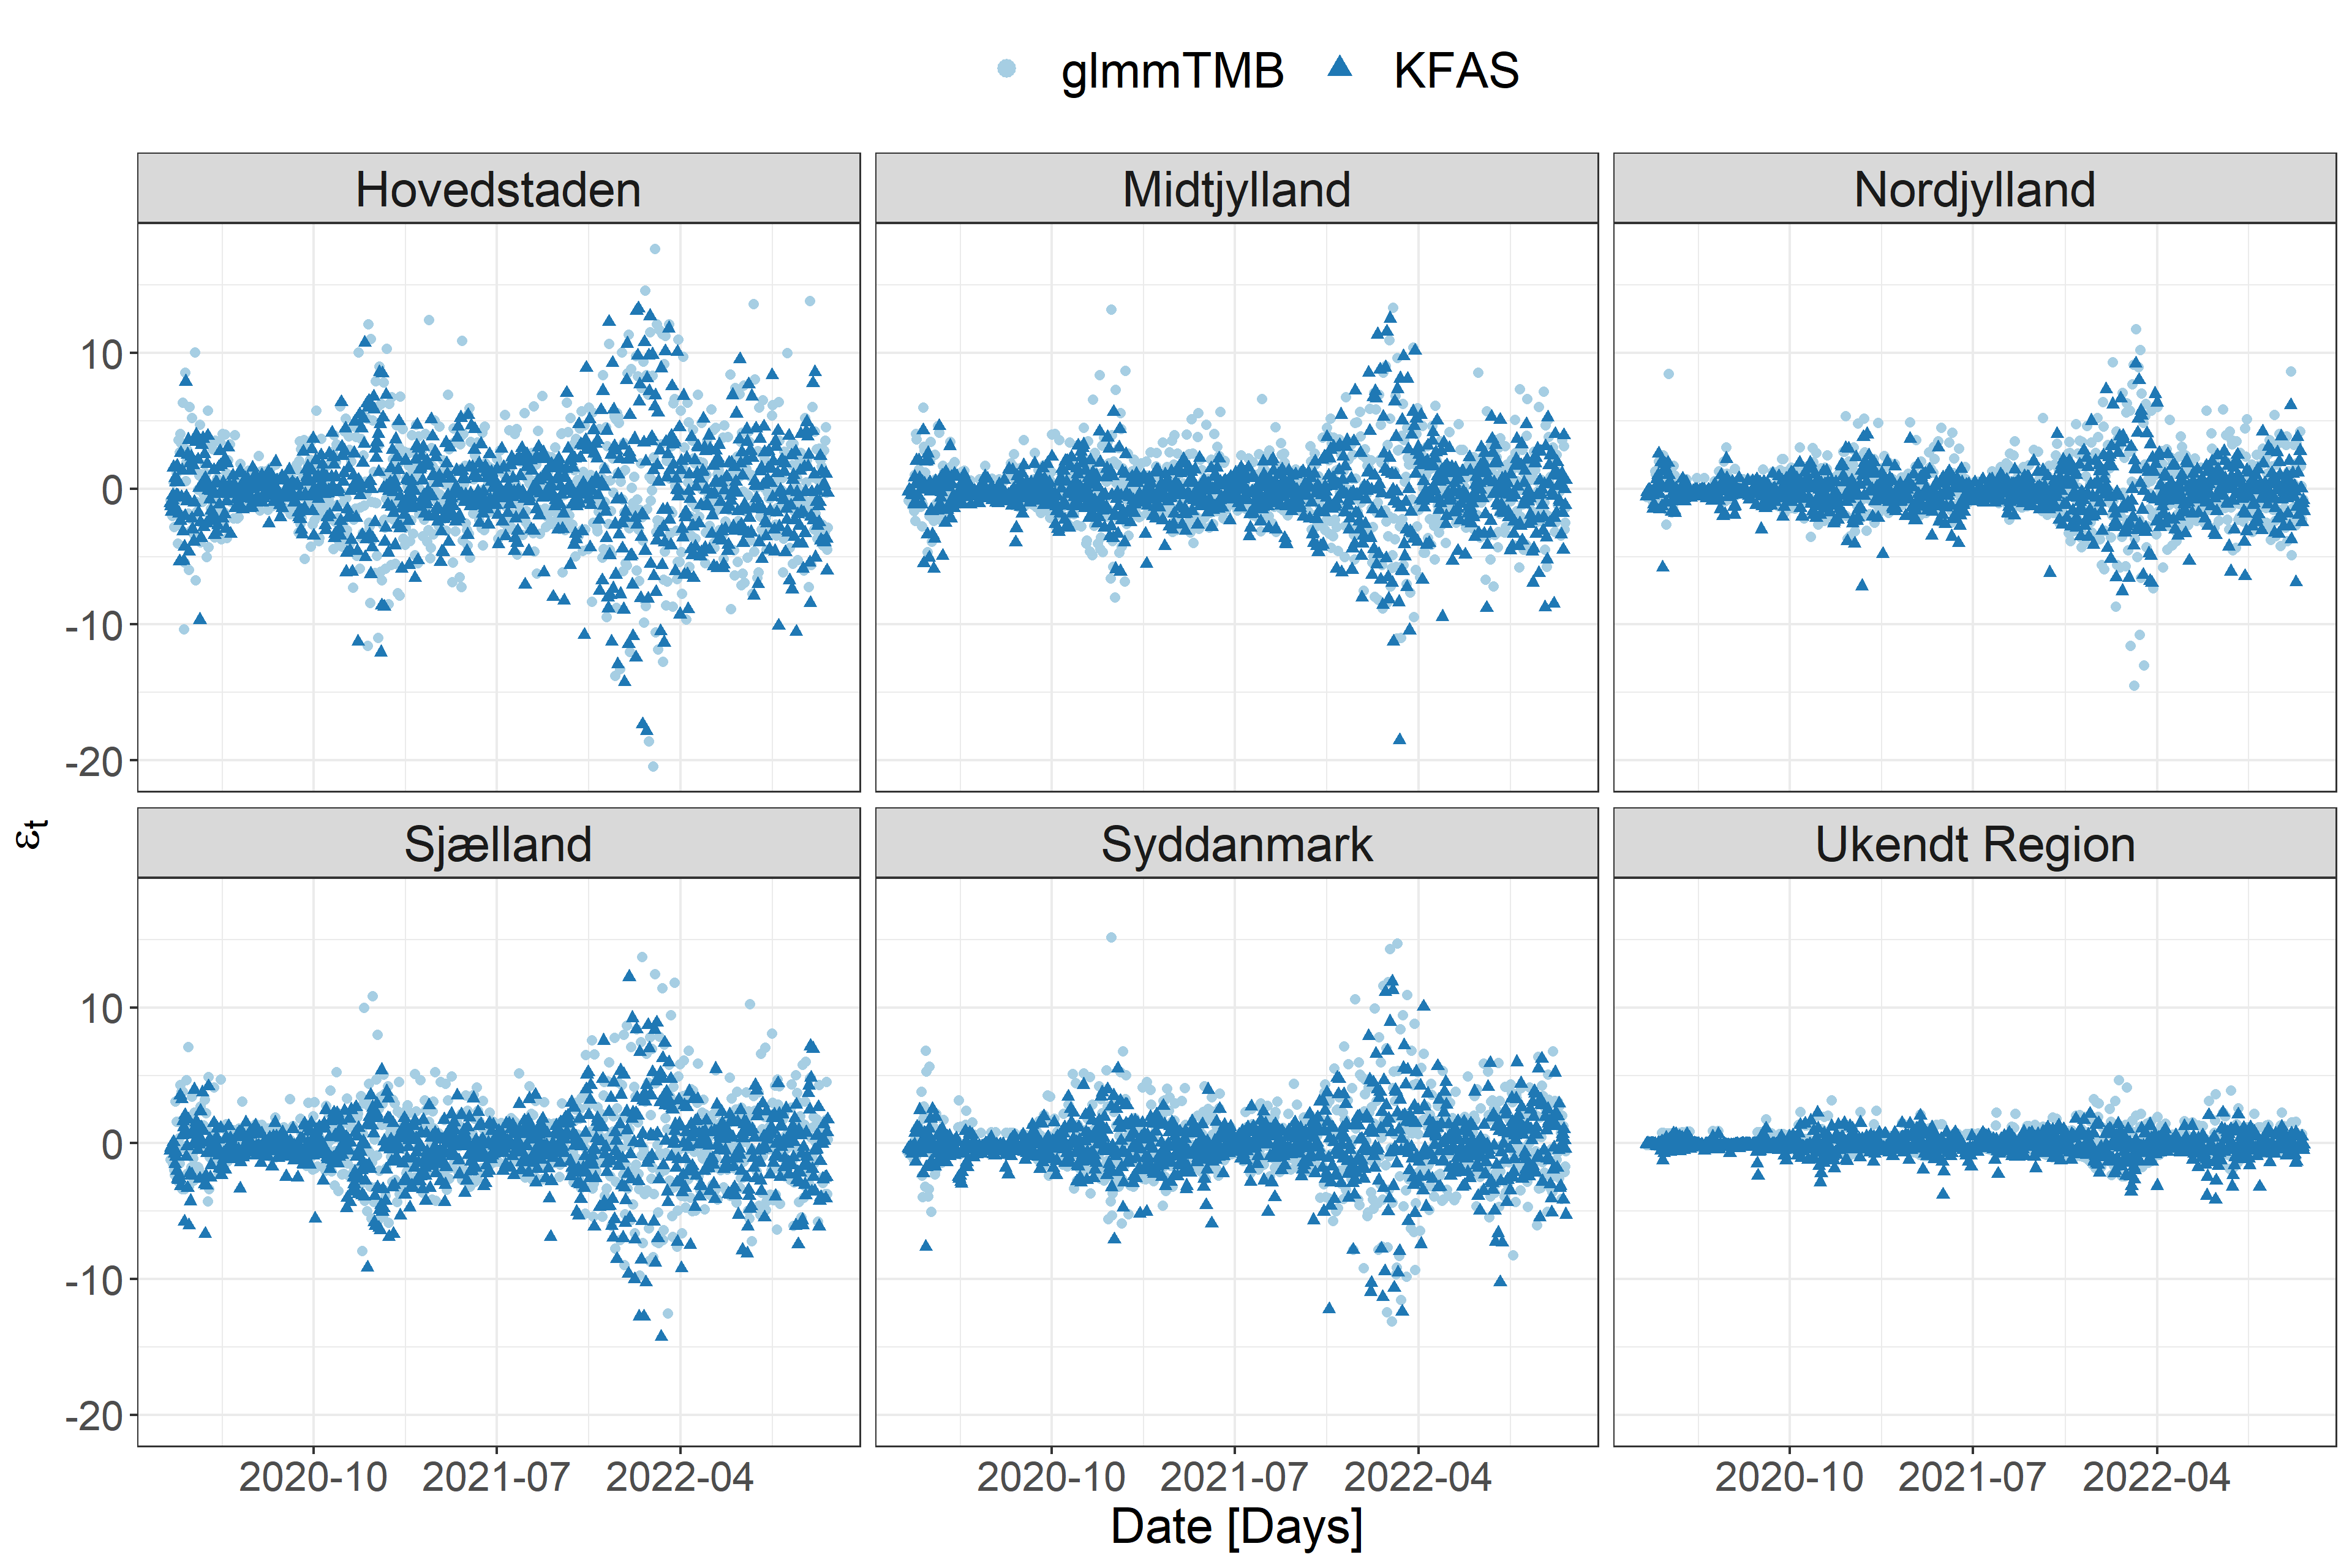 glmmTMB KFAS
Hovedstaden Midtjylland Nordjylland
10
0
-10
-20
εt
Sjælland Syddanmark Ukendt Region
10
0
-10
-20
2020-10 2021-07 2022-04 2020-10 2021-07 2022-04 2020-10 2021-07 2022-04
Date [Days]